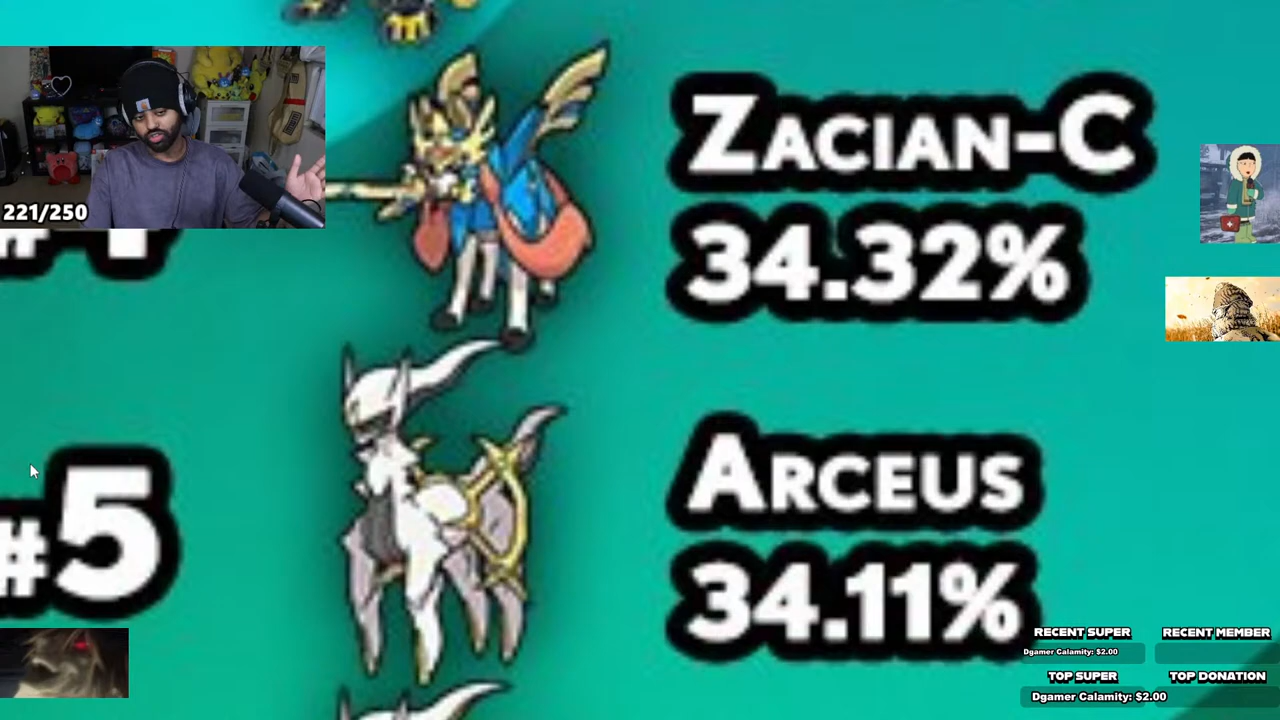 ZACIAN-C
34.32%
221/250
#5
ARCEUS
34.11%
RECENT SUPER
Dgamer Calamity: $2.00
RECENT MEMBER
TOP SUPER
Dgamer Calamity: $2.00
TOP DONATION